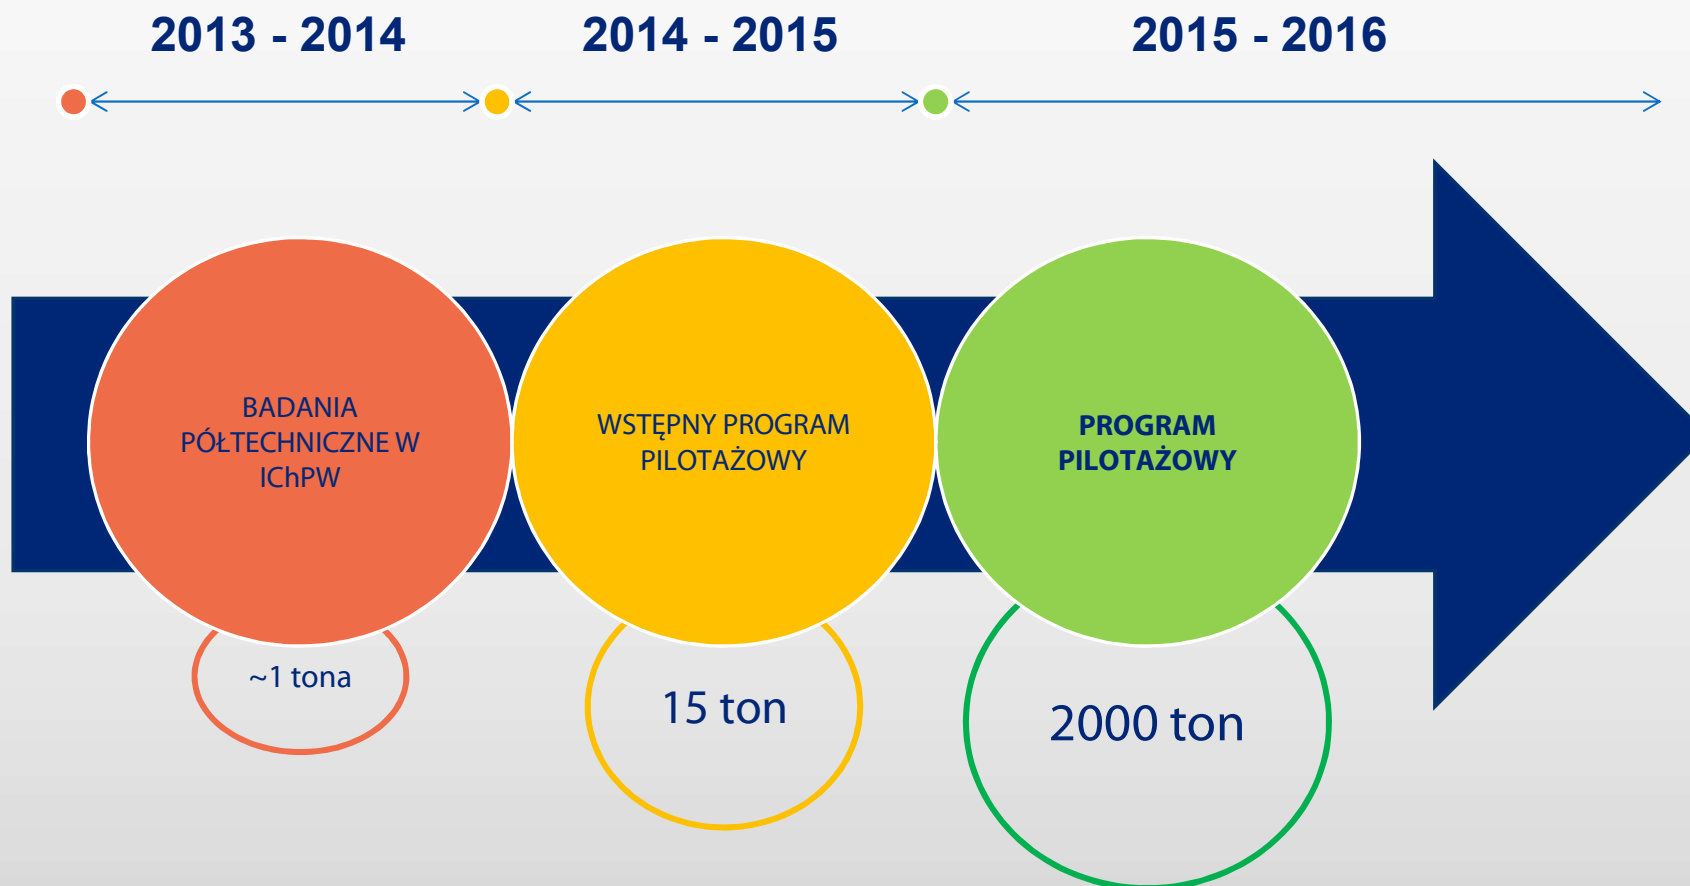 2013 - 2014
2014 - 2015
2015 - 2016
BADANIA
PÓŁTECHNICZNE W
IChPW
WSTĘPNY PROGRAM
PILOTAŻOWY
PROGRAM
PILOTAŻOWY
~1 tona
15 ton
2000 ton